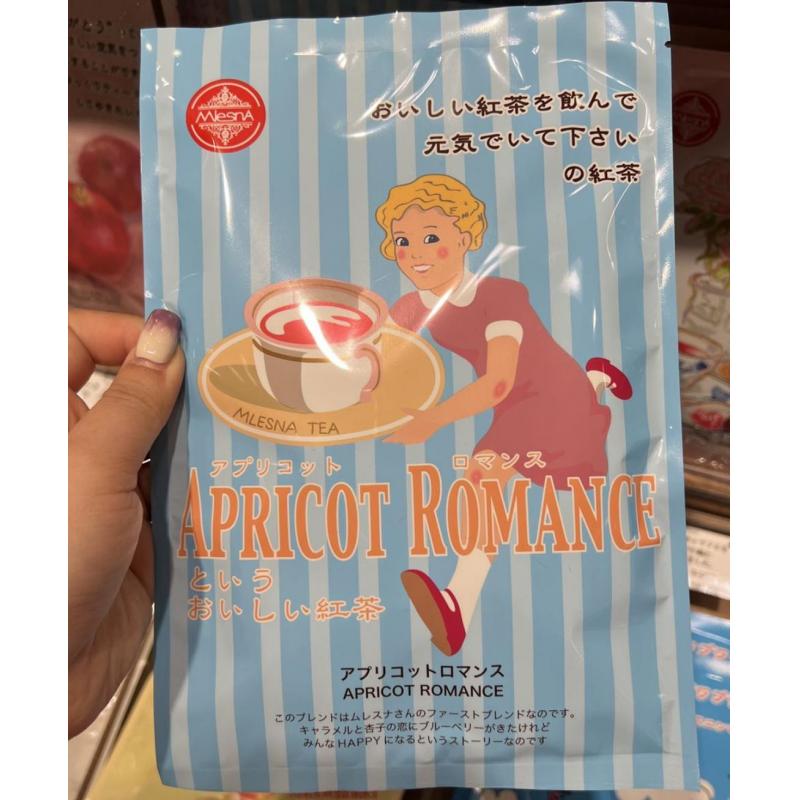 MlesnA
おいしい紅茶を飲んで
元気でいて下さい
の紅茶
MLESNA TEA
アプリコット ロマンス
APRICOT ROMANCE
という
おいしい紅茶
アプリコットロマンス
APRICOT ROMANCE
このブレンドはムレスナさんのファーストブレンドなのです。
キャラメルと杏子の恋にブルーベリーがきたけれど
みんなHAPPYになるというストーリーなのです